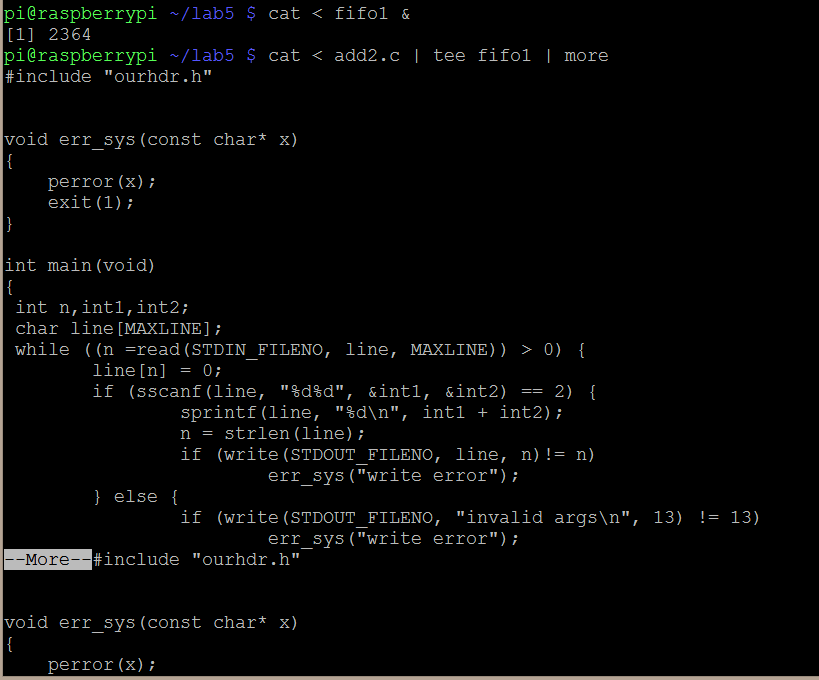 pi@raspberrypi ~/lab5 $ cat < fifo1 &
[1] 2364
pi@raspberrypi ~/lab5 $ cat < add2.c | tee fifo1 | more
#include "ourhdr.h"
void err_sys(const char* x)
{
    perror(x);
    exit(1);
}
int main(void)
{
 int n,int1,int2;
 char line[MAXLINE];
 while ((n =read(STDIN_FILENO, line, MAXLINE)) > 0) {
        line[n] = 0;
        if (sscanf(line, "%d%d", &int1, &int2) == 2) {
                sprintf(line, "%d\n", int1 + int2);
                n = strlen(line);
                if (write(STDOUT_FILENO, line, n)!= n)
                        err_sys("write error");
        } else {
                if (write(STDOUT_FILENO, "invalid args\n", 13) != 13)
                        err_sys("write error");
--More--#include "ourhdr.h"
void err_sys(const char* x)
{
    perror(x);